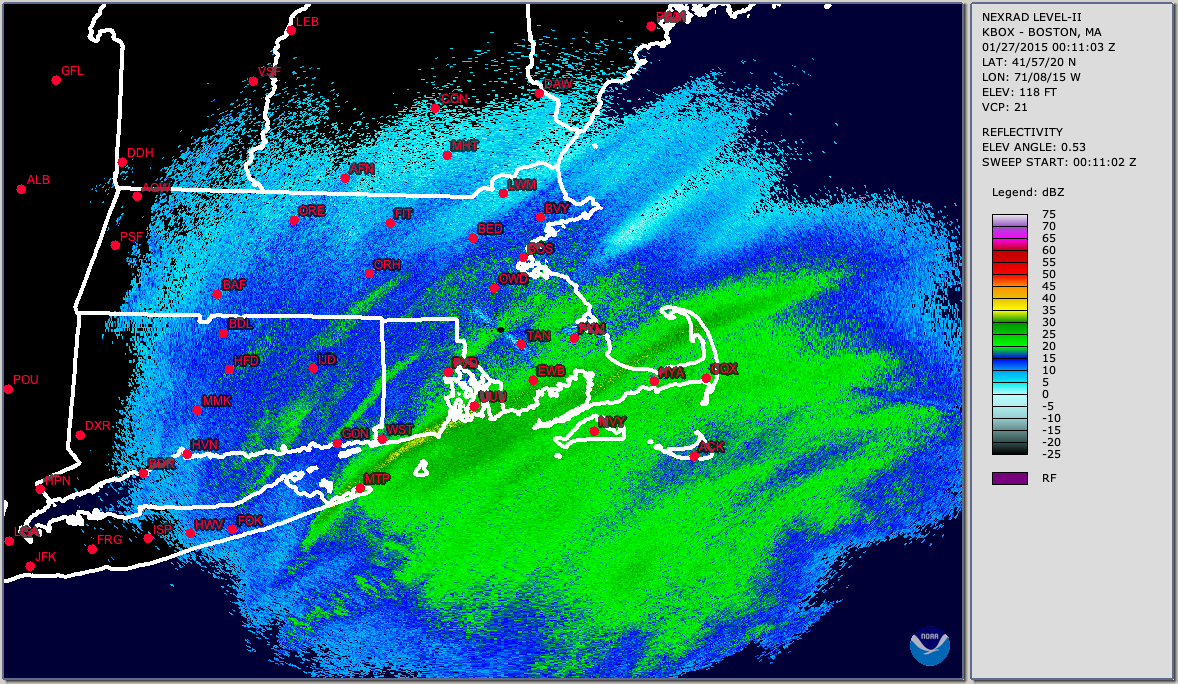 LEB
PWM
GFL
VSF
DAW
CON
MHT
DDH
AFN
ALB
AQW
LWM
ORE
FIT
BVY
BED
PSF
BOS
ORH
OWD
BAF
BDL
TAN
PYM
HFD
IJD
PVD
EWB
HYA
CQX
POU
MMK
UUU
DXR
GON
WST
MVY
HVN
ACK
BDR
HPN
MTP
LGA
ISP
HWV
FOK
FRG
JFK
NOAA
NEXRAD LEVEL-II
KBOX - BOSTON, MA
01/27/2015 00:11:03 Z
LAT: 41/57/20 N
LON: 71/08/15 W
ELEV: 118 FT
VCP: 21
REFLECTIVITY
ELEV ANGLE: 0.53
SWEEP START: 00:11:02 Z
Legend: dBZ
75
70
65
60
55
50
45
40
35
30
25
20
15
10
5
0
-5
-10
-15
-20
-25
RF